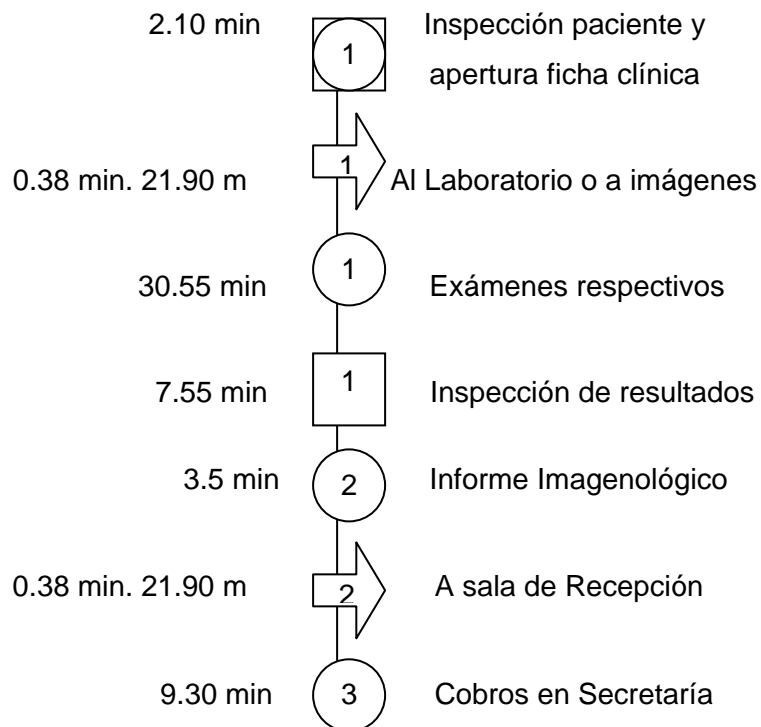 2.10 min 1 Inspección paciente y
apertura ficha clínica
0.38 min. 21.90 m 1 Al Laboratorio o a imágenes
30.55 min 1 Exámenes respectivos
7.55 min 1 Inspección de resultados
3.5 min 2 Informe Imagenológico
0.38 min. 21.90 m 2 A sala de Recepción
9.30 min 3 Cobros en Secretaría